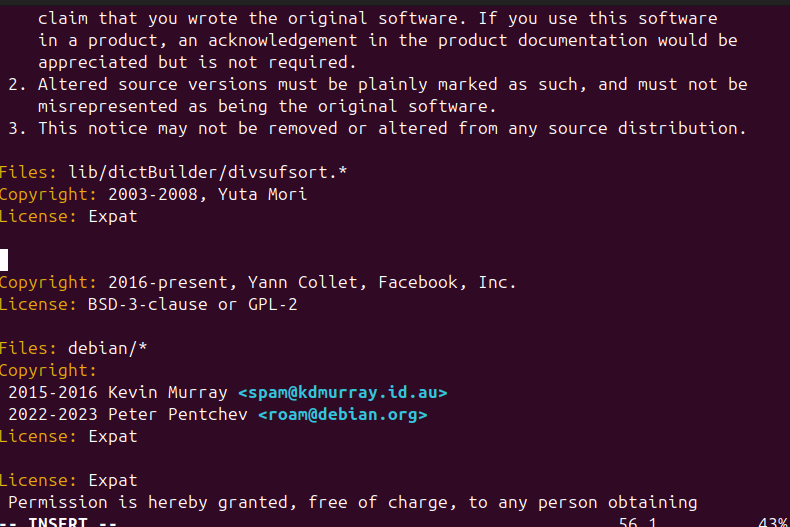 claim that you wrote the original software. If you use this software
in a product, an acknowledgement in the product documentation would be
appreciated but is not required.
2. Altered source versions must be plainly marked as such, and must not be
misrepresented as being the original software.
3. This notice may not be removed or altered from any source distribution.
Files: lib/dictBuilder/divsufsort.*
Copyright: 2003-2008, Yuta Mori
License: Expat
Copyright: 2016-present, Yann Collet, Facebook, Inc.
License: BSD-3-clause or GPL-2
Files: debian/*
Copyright:
2015-2016 Kevin Murray <spam@kdmurray.id.au>
2022-2023 Peter Pentchev <roam@debian.org>
License: Expat
License: Expat
Permission is hereby granted, free of charge, to any person obtaining
-- INSERT -- 56,1 43%